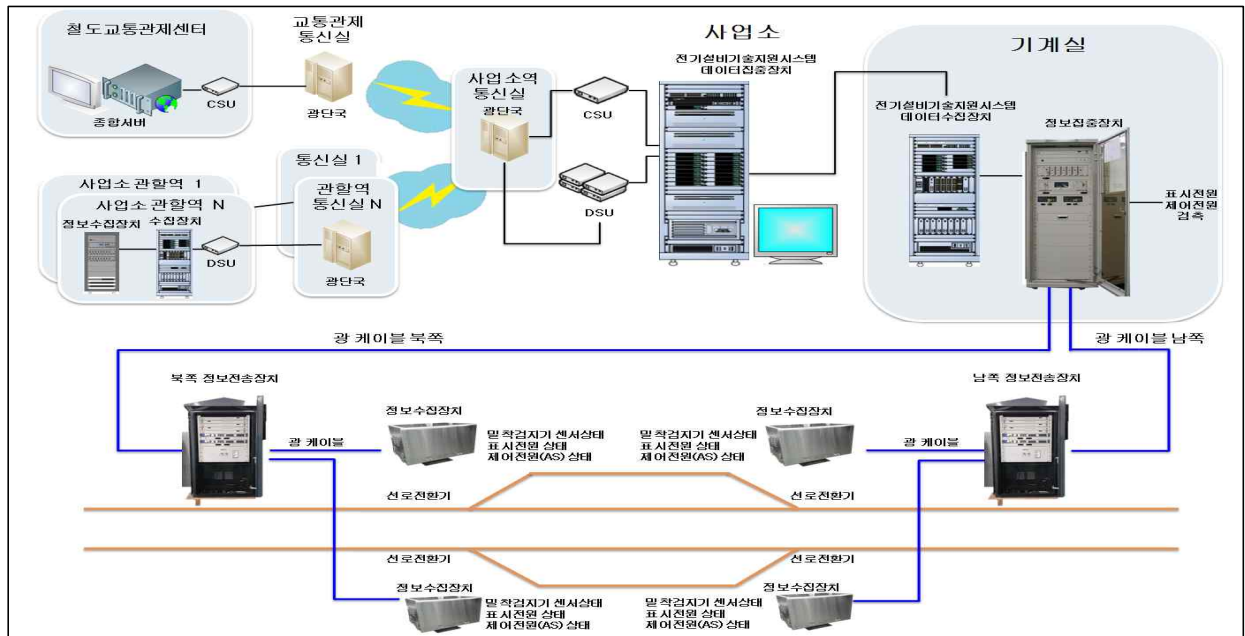 철도교통관제센터
종합서버
CSU
교통관제
통신실
광단국
사업소역
통신실
광단국
사업소
CSU
DSU
전기설비기술지원시스템
데이터집중장치
기계실
전기설비기술지원시스템
데이터수집장치
정보집중장치
표시전원
제어전원
검측
사업소관할역 1
사업소관할역 N
정보수집장치
수집장치
DSU
통신실 1
관할역
통신실 N
광단국
광 케이블 북쪽
광 케이블 남쪽
북쪽 정보전송장치
광 케이블
정보수집장치
밀착검지기 센서상태
표시전원 상태
제어전원(AS) 상태
정보수집장치
밀착검지기 센서상태
표시전원 상태
제어전원(AS) 상태
남쪽 정보전송장치
광 케이블
선로전환기
선로전환기
선로전환기
선로전환기
정보수집장치
밀착검지기 센서상태
표시전원 상태
제어전원(AS) 상태
정보수집장치
밀착검지기 센서상태
표시전원 상태
제어전원(AS) 상태